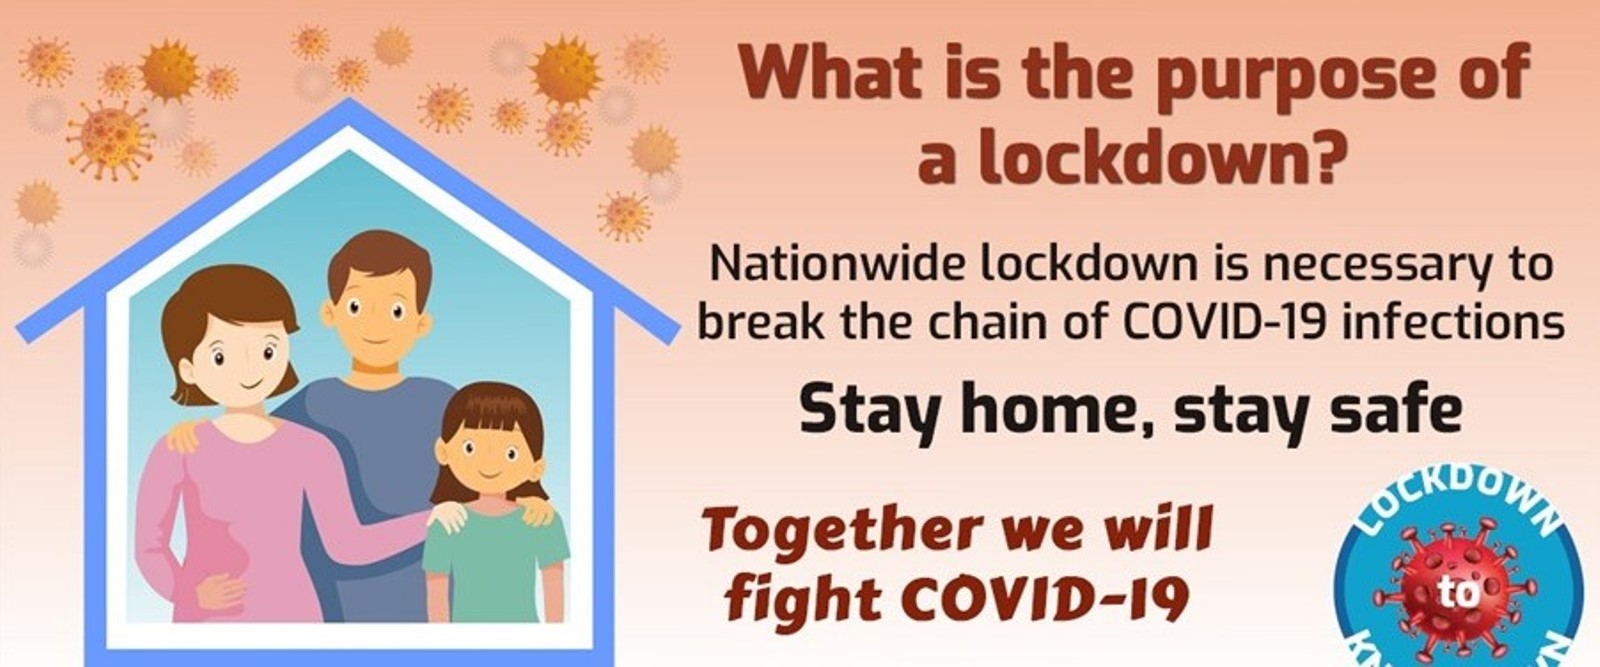 What is the purpose of
a lockdown?
Nationwide lockdown is necessary to
break the chain of COVID-19 infections
Stay home, stay safe
Together we will
fight COVID-19
LOCKDOWN
to